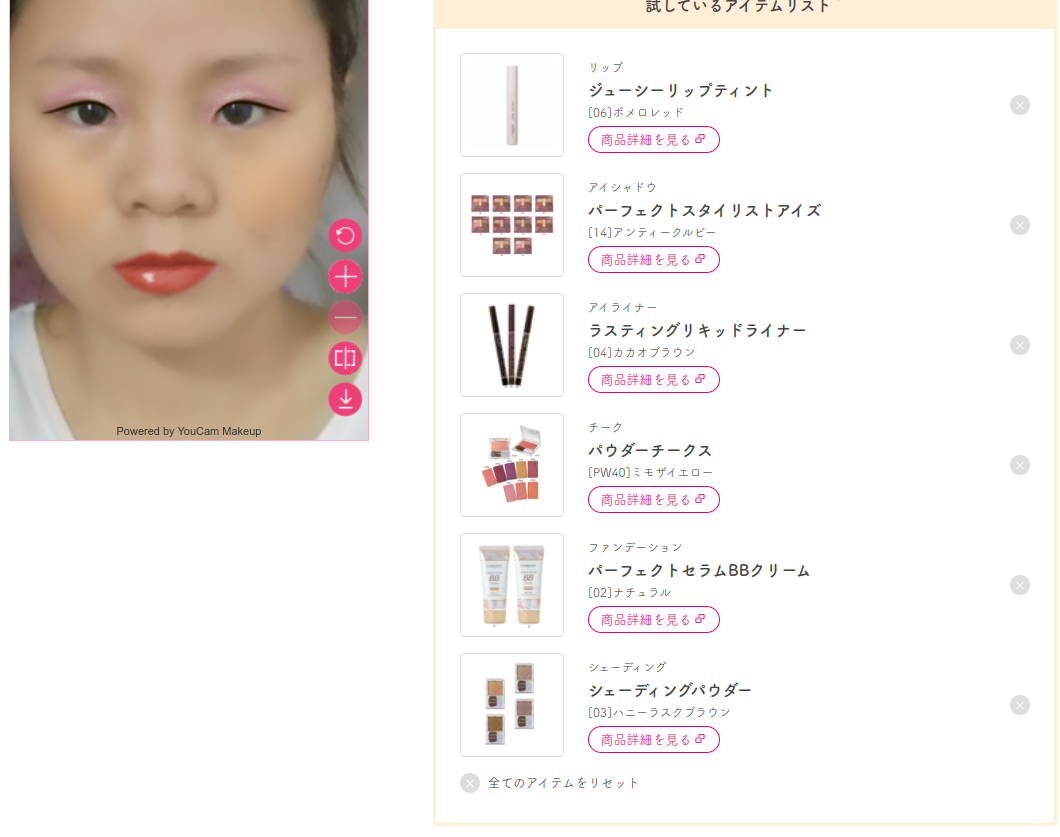 試しているアイテムリスト
リップ
ジューシーリップティント
[06]ポメロレッド
商品詳細を見る
アイシャドウ
パーフェクトスタイリストアイズ
[14]アンティークルビー
商品詳細を見る
アイライナー
ラスティングリキッドライナー
[04]カカオブラウン
商品詳細を見る
チーク
パウダーチークス
[PW40]ミモザイエロー
商品詳細を見る
ファンデーション
パーフェクトセラムBBクリーム
[02]ナチュラル
商品詳細を見る
シェーディング
シェーディングパウダー
[03]ハニーラスクブラウン
商品詳細を見る
全てのアイテムをリセット
Powered by YouCam Makeup
BB
BB